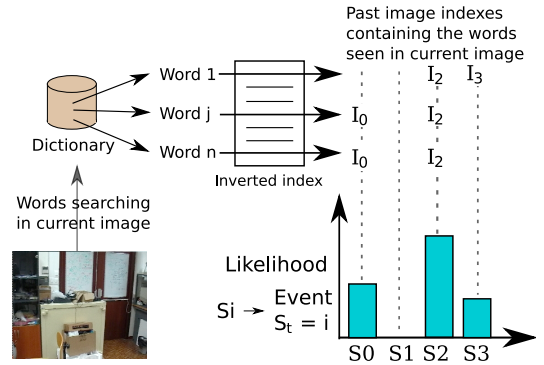 Past image indexes
containing the words
seen in current image
Word 1
I2 I3
Word j
I0 I2
Dictionary
Word n
I0 I2
Inverted index
Words searching
in current image
Likelihood
Si → Event
St = i
S0 S1 S2 S3